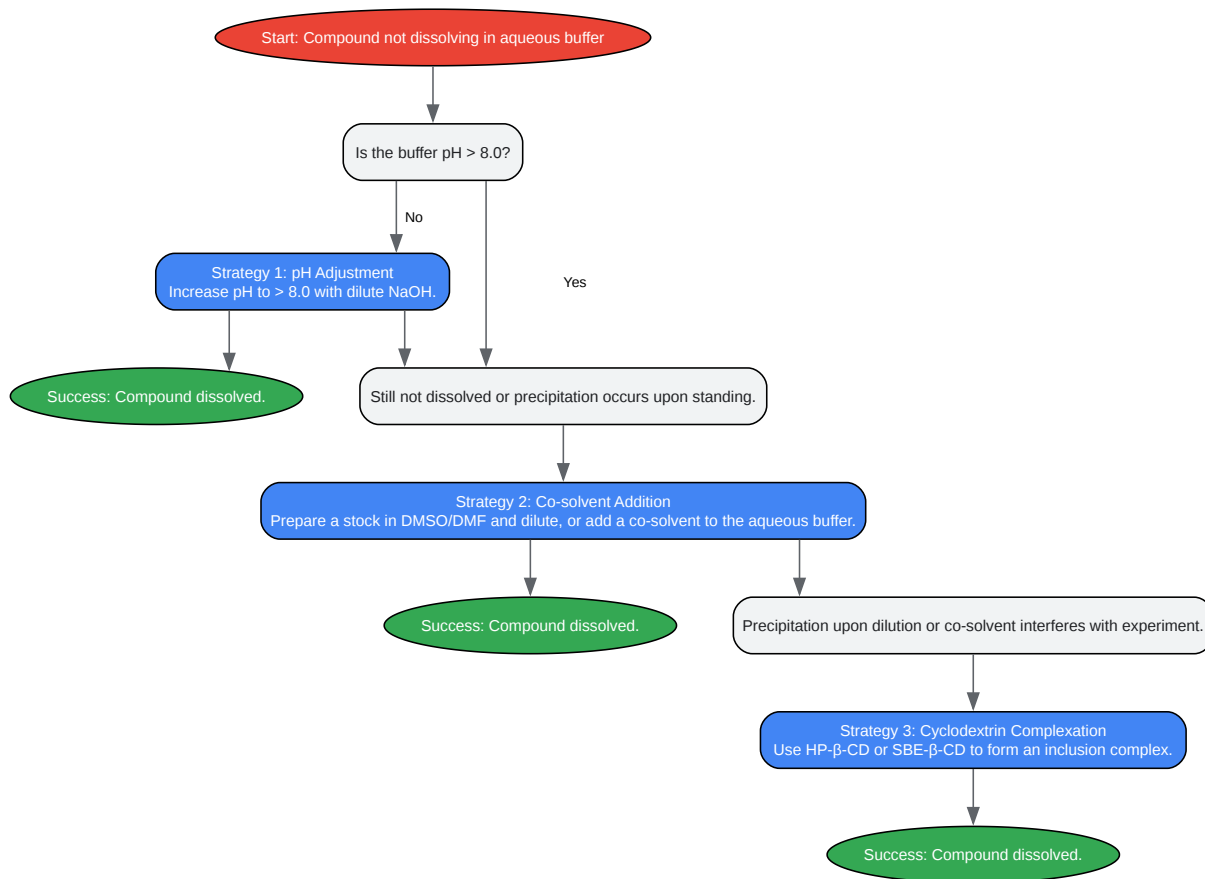 Start: Compound not dissolving in aqueous buffer
Is the buffer pH > 8.0?
No
Strategy 1: pH Adjustment
Increase pH to > 8.0 with dilute NaOH.
Yes
Success: Compound dissolved.
Still not dissolved or precipitation occurs upon standing.
Strategy 2: Co-solvent Addition
Prepare a stock in DMSO/DMF and dilute, or add a co-solvent to the aqueous buffer.
Success: Compound dissolved.
Precipitation upon dilution or co-solvent interferes with experiment.
Strategy 3: Cyclodextrin Complexation
Use HP-β-CD or SBE-β-CD to form an inclusion complex.
Success: Compound dissolved.